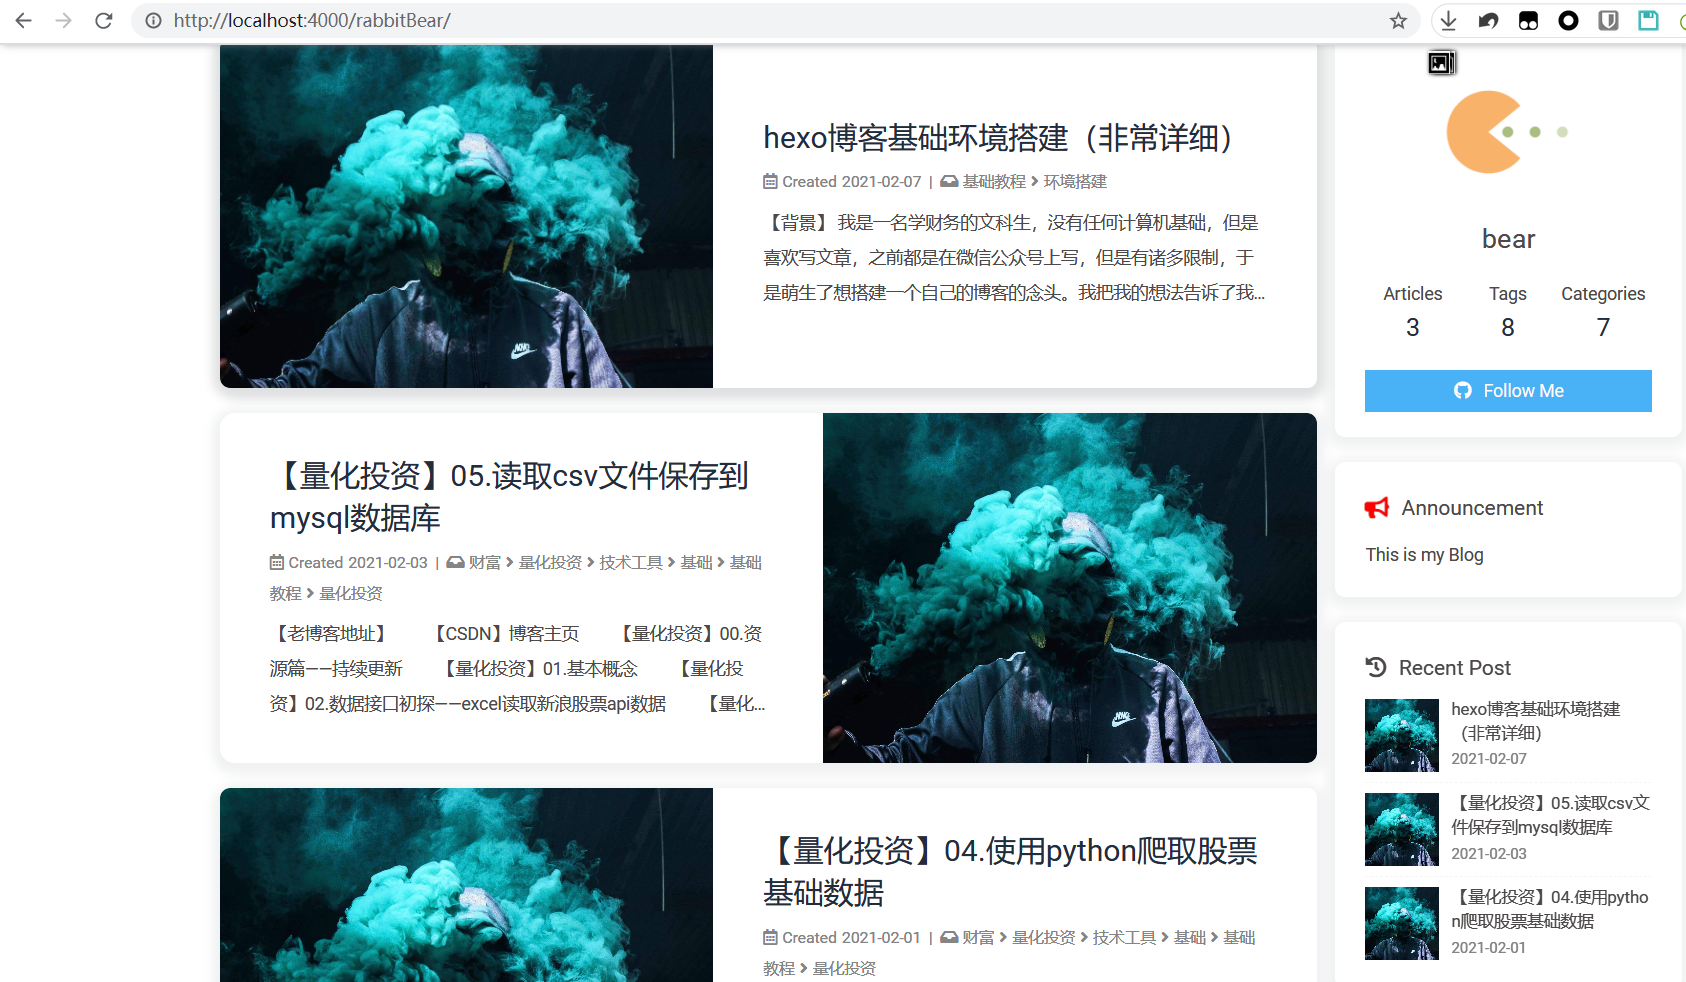 http://localhost:4000/rabbitBear/
hexo博客基础环境搭建（非常详细）
Created 2021-02-07 | 基础教程 > 环境搭建
【背景】 我是一名学财务的文科生，没有任何计算机基础，但是
喜欢写文章，之前都是在微信公众号上写，但是有诸多限制，于
是萌生了想搭建一个自己的博客的念头。我把我的想法告诉了我...
【量化投资】05.读取csv文件保存到
mysql数据库
Created 2021-02-03 | 财富 > 量化投资 > 技术工具 > 基础 > 基础
教程 > 量化投资
【老博客地址】 【CSDN】博客主页 【量化投资】00.资
源篇——持续更新 【量化投资】01.基本概念 【量化投
资】02.数据接口初探——excel读取新浪股票api数据 【量化...
【量化投资】04.使用python爬取股票
基础数据
Created 2021-02-01 | 财富 > 量化投资 > 技术工具 > 基础 > 基础
教程 > 量化投资
bear
Articles Tags Categories
3 8 7
Follow Me
Announcement
This is my Blog
Recent Post
hexo博客基础环境搭建
（非常详细）
2021-02-07
【量化投资】05.读取csv文
件保存到mysql数据库
2021-02-03
【量化投资】04.使用pytho
n爬取股票基础数据
2021-02-01